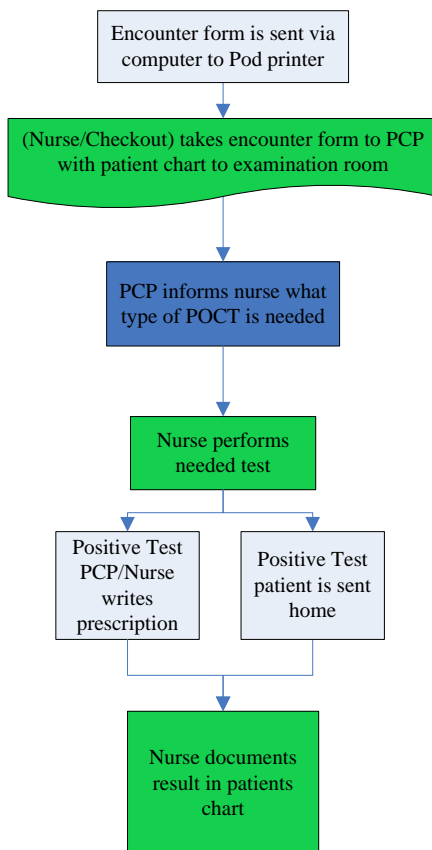 Encounter form is sent via
computer to Pod printer
(Nurse/Checkout) takes encounter form to PCP
with patient chart to examination room
PCP informs nurse what
type of POCT is needed
Nurse performs
needed test
Positive Test
PCP/Nurse
writes
prescription
Positive Test
patient is sent
home
Nurse documents
result in patients
chart